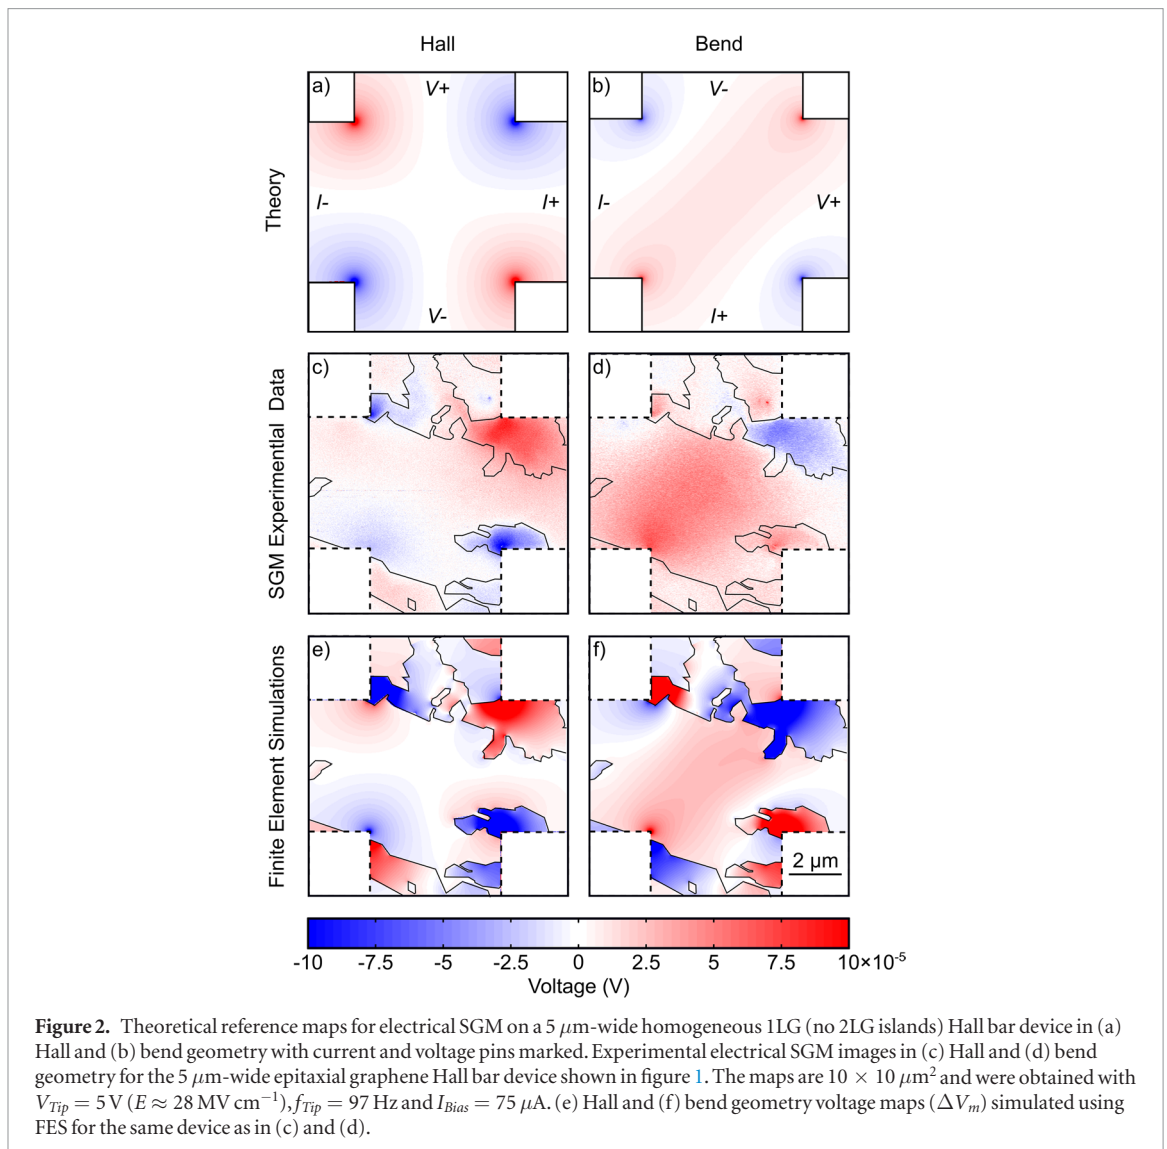 Hall
Bend
Theory
a)
V+
I-
I+
V-
b)
V-
I-
V+
I+
SGM Experimential Data
c)
d)
Finite Element Simulations
e)
f)
2 μm
-10 -7.5 -5 -2.5 0 2.5 5 7.5 10×10⁻⁵
Voltage (V)
Figure 2. Theoretical reference maps for electrical SGM on a 5 μm-wide homogeneous 1LG (no 2LG islands) Hall bar device in (a)
Hall and (b) bend geometry with current and voltage pins marked. Experimental electrical SGM images in (c) Hall and (d) bend
geometry for the 5 μm-wide epitaxial graphene Hall bar device shown in figure 1. The maps are 10 × 10 μm² and were obtained with
V_Tip = 5 V (E ≈ 28 MV cm⁻¹), f_Tip = 97 Hz and I_Bias = 75 μA. (e) Hall and (f) bend geometry voltage maps (ΔV_m) simulated using
FES for the same device as in (c) and (d).